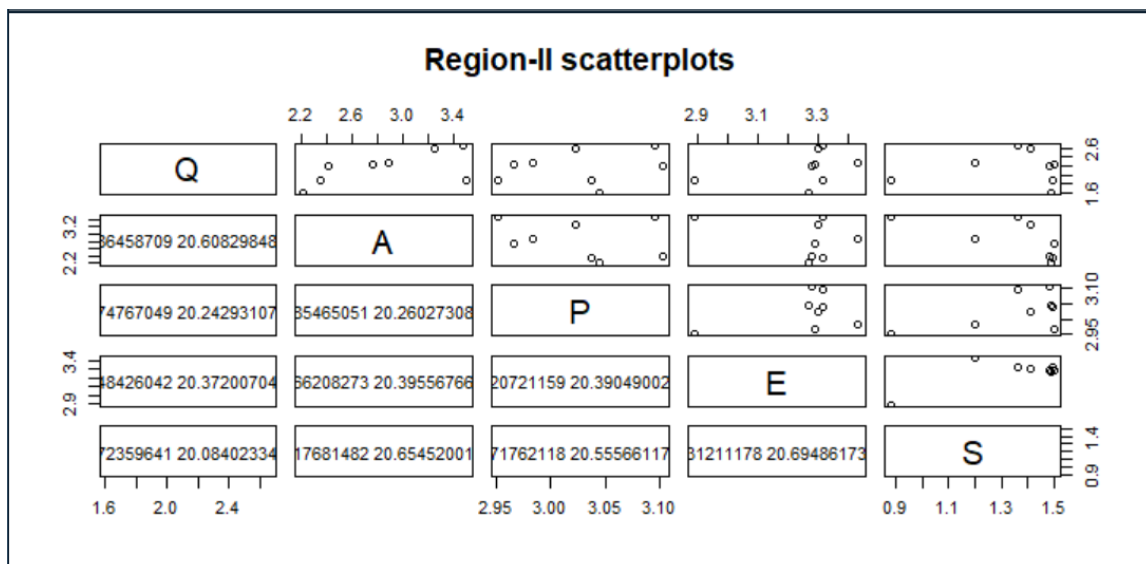 Region-II scatterplots
2.2 2.6 3.0 3.4 2.9 3.1 3.3
Q 1.6 2.6
2.2 3.2 36458709 20.60829848 A
74767049 20.24293107 35465051 20.26027308 P 2.95 3.10
2.9 3.4 48426042 20.37200704 66208273 20.39556766 20721159 20.39049002 E
72359641 20.08402334 17681482 20.65452001 71762118 20.55566117 31211178 20.69486173 S 0.9 1.4
1.6 2.0 2.4 2.95 3.00 3.05 3.10 0.9 1.1 1.3 1.5